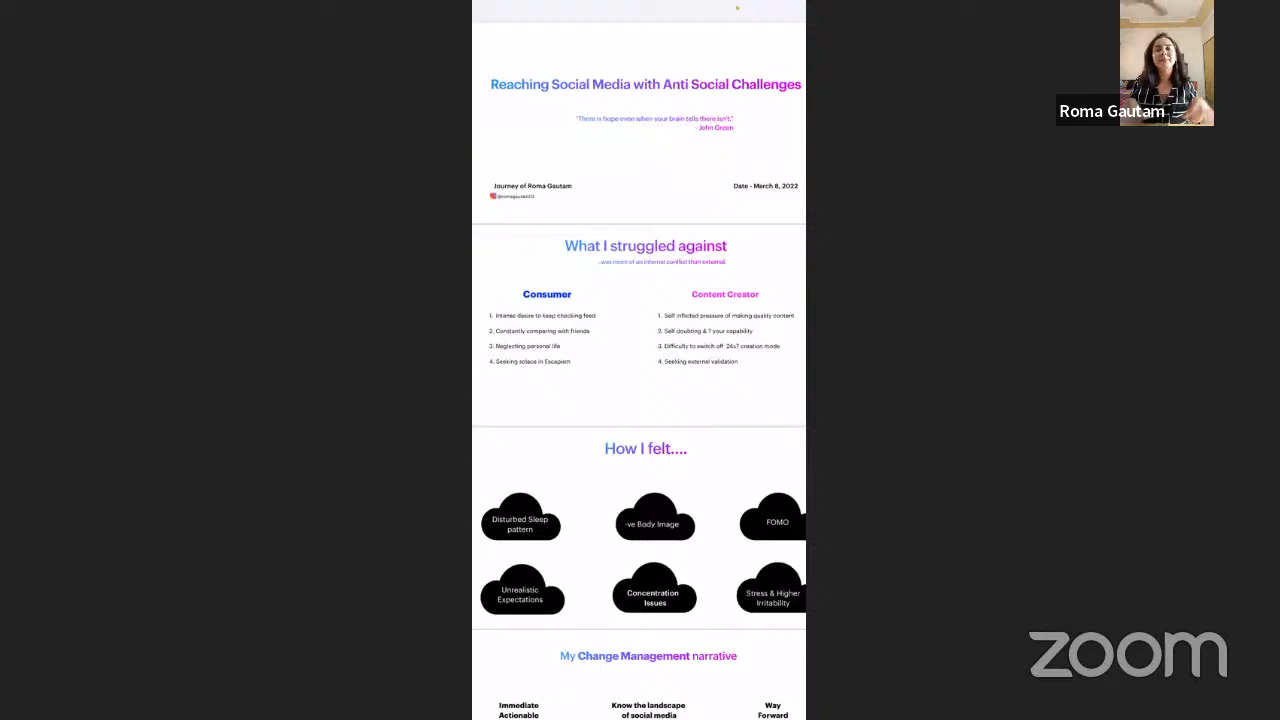 Reaching Social Media with Anti Social Challenges
"There is hope even when your brain tells there isn't."
- John Green
Journey of Roma Gautam
Date - March 8, 2022
What I struggled against
..was more of an internal conflict than external.
Consumer
1. Intense desire to keep checking feed
2. Constantly comparing with friends
3. Neglecting personal life
4. Seeking solace in Escapism
Content Creator
1. Self inflicted pressure of making quality content
2. Self doubting & ? your capability
3. Difficulty to switch off 24x7 creation mode
4. Seeking external validation
How I felt....
Disturbed Sleep
pattern
-ve Body Image
FOMO
Unrealistic
Expectations
Concentration
Issues
Stress & Higher
Irritability
My Change Management narrative
Immediate
Actionable
Know the landscape
of social media
Way
Forward
Roma Gautam
zoom